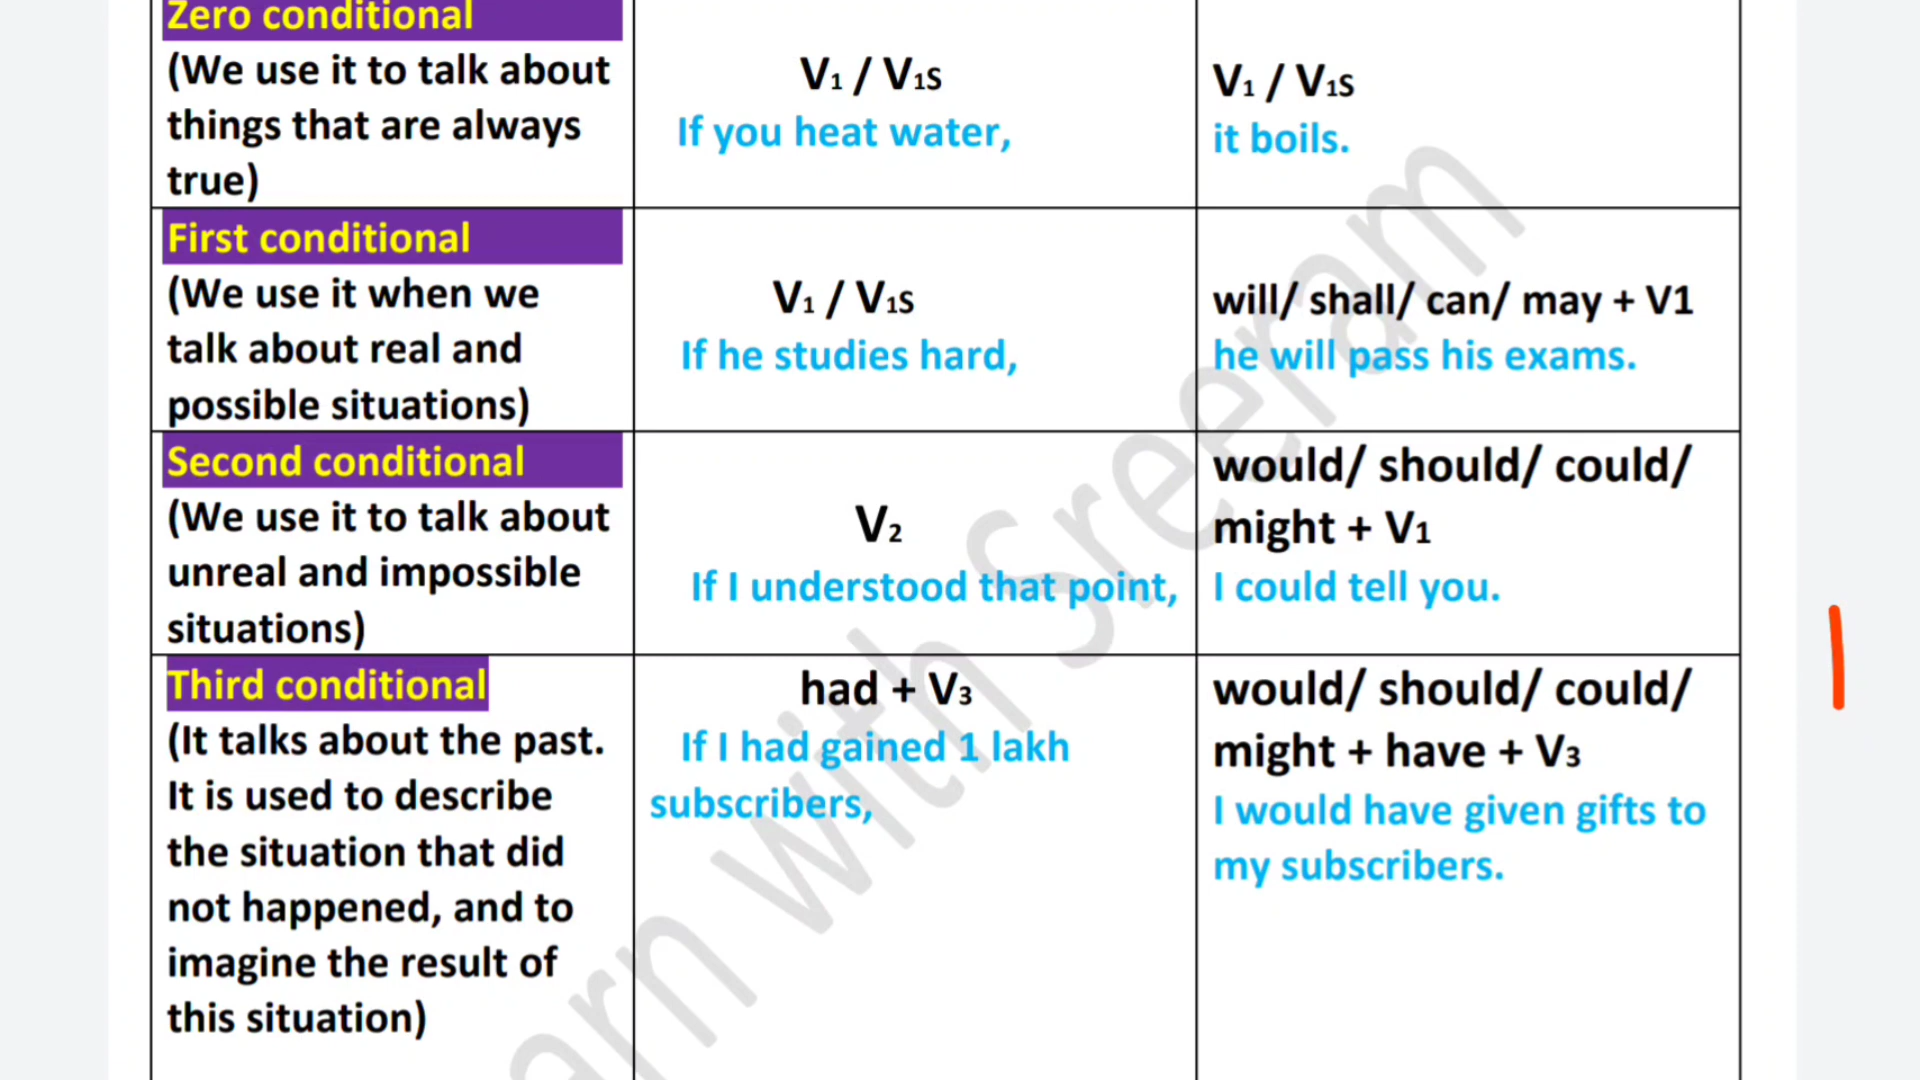 Zero conditional
(We use it to talk about
things that are always
true)
V₁ / V₁s
If you heat water,
V₁ / V₁s
it boils.
First conditional
(We use it when we
talk about real and
possible situations)
V₁ / V₁s
If he studies hard,
will/ shall/ can/ may + V1
he will pass his exams.
Second conditional
(We use it to talk about
unreal and impossible
situations)
V₂
If I understood that point,
would/ should/ could/
might + V₁
I could tell you.
Third conditional
(It talks about the past.
It is used to describe
the situation that did
not happened, and to
imagine the result of
this situation)
had + V₃
If I had gained 1 lakh
subscribers,
would/ should/ could/
might + have + V₃
I would have given gifts to
my subscribers.
arn with Sreeram